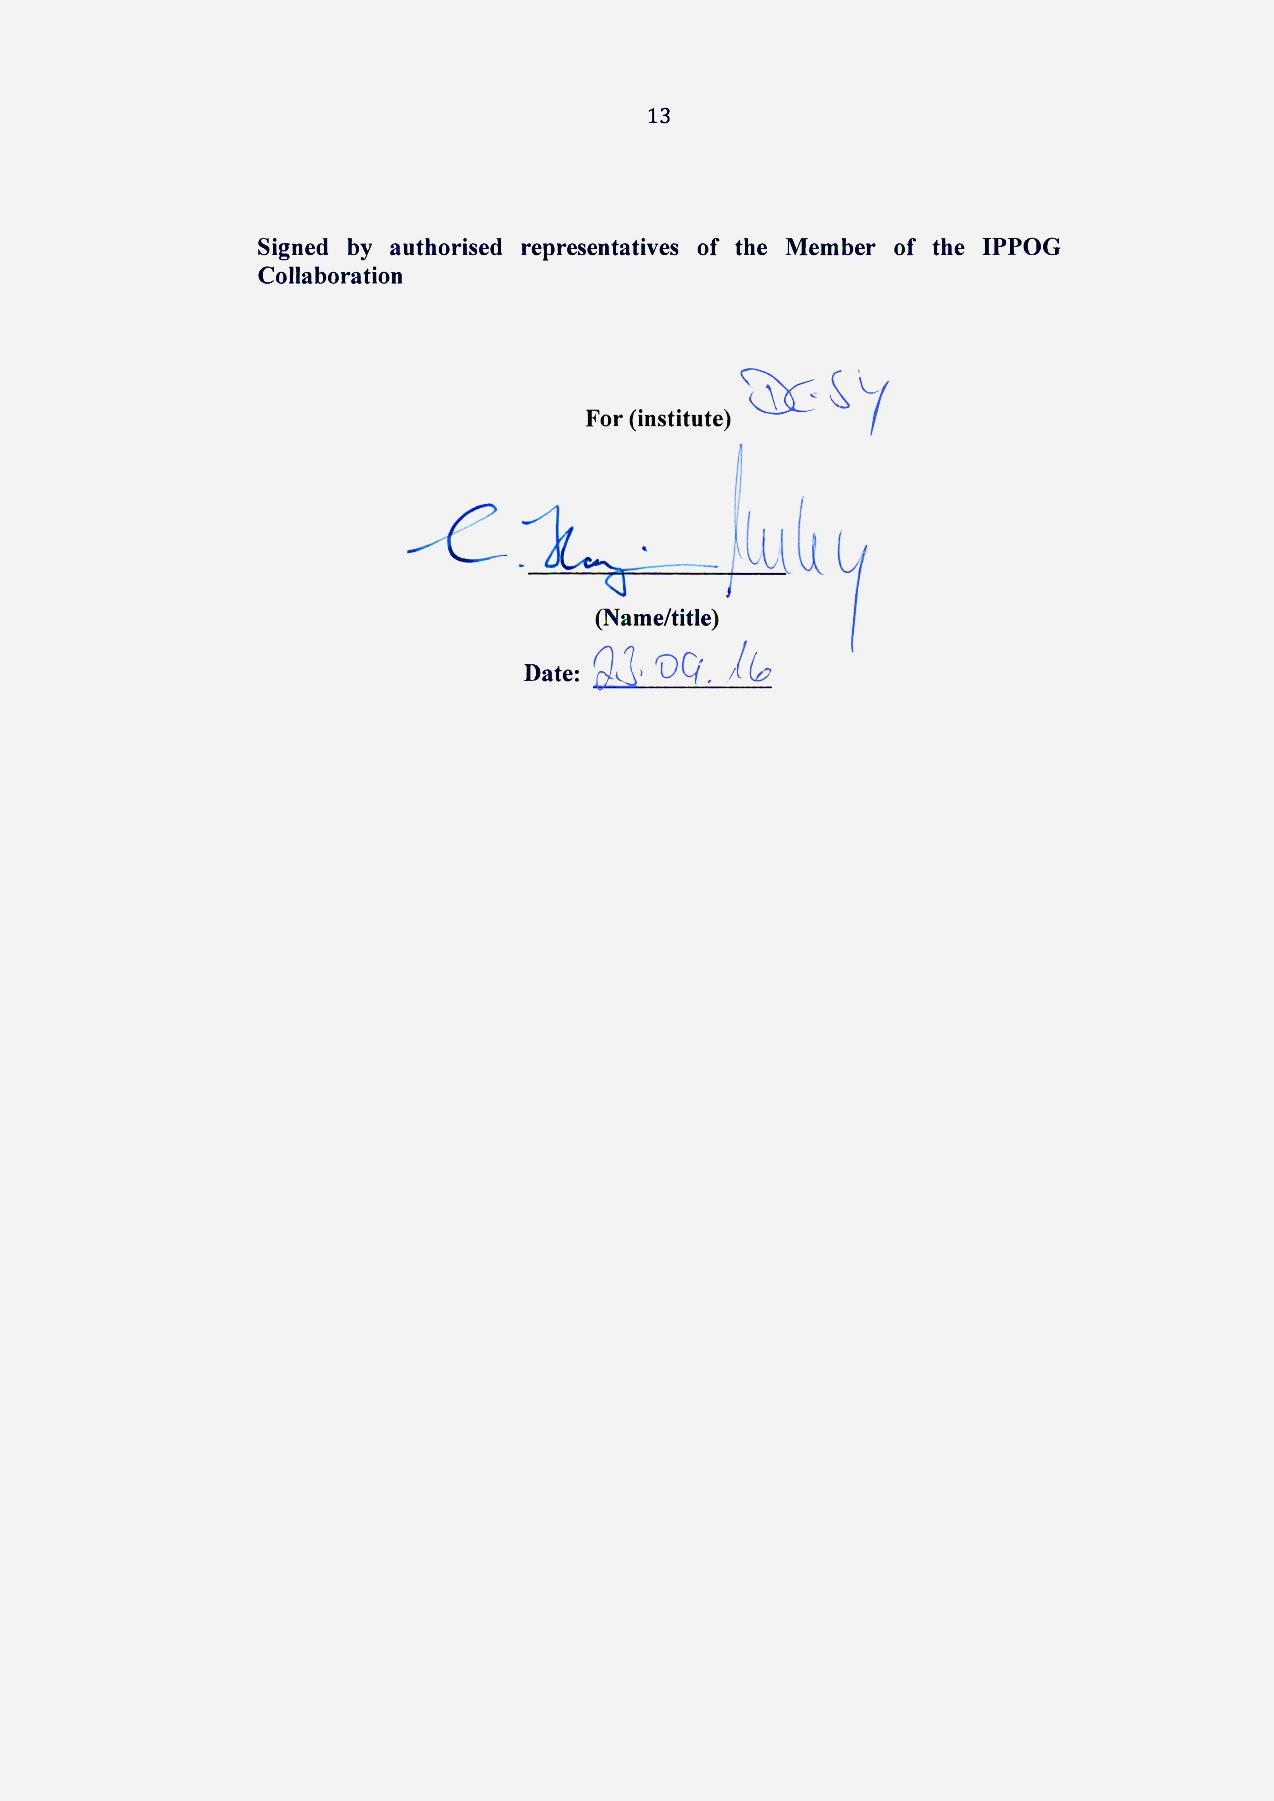 13
Signed by authorised representatives of the Member of the IPPOG
Collaboration
For (institute) DESY
(Name/title)
Date: 23.09.16